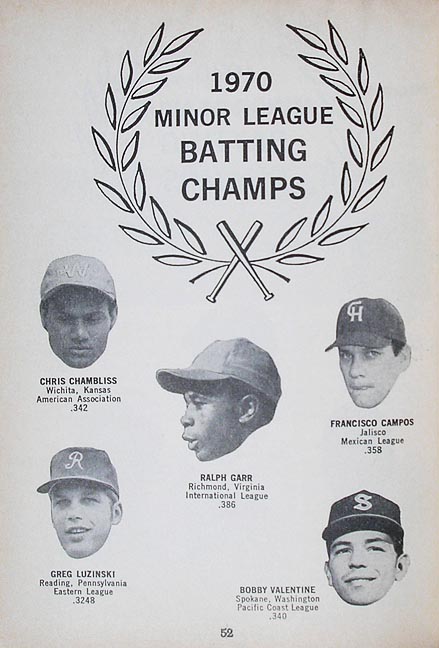 1970
MINOR LEAGUE
BATTING
CHAMPS
W
CHRIS CHAMBLISS
Wichita, Kansas
American Association
.342
RALPH GARR
Richmond, Virginia
International League
.386
CH
FRANCISCO CAMPOS
Jalisco
Mexican League
.358
R
GREG LUZINSKI
Reading, Pennsylvania
Eastern League
.3248
S
BOBBY VALENTINE
Spokane, Washington
Pacific Coast League
.340
52